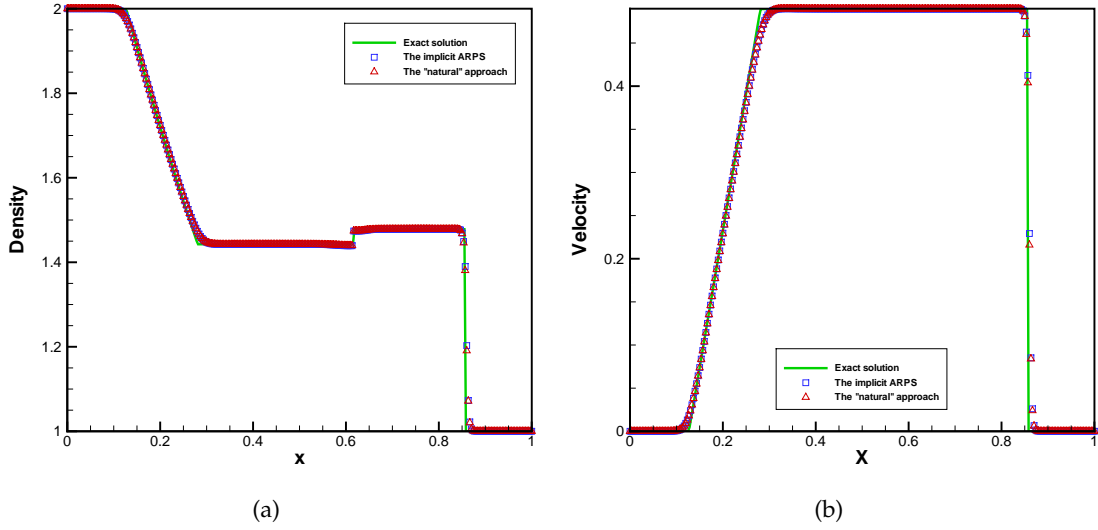 2
1.8
1.6
1.4
1.2
1
0
0.2
0.4
0.6
0.8
1
Density
x
Exact solution
The implicit ARPS
The "natural" approach
(a)
0.4
0.2
0
0
0.2
0.4
0.6
0.8
1
Velocity
X
Exact solution
The implicit ARPS
The "natural" approach
(b)